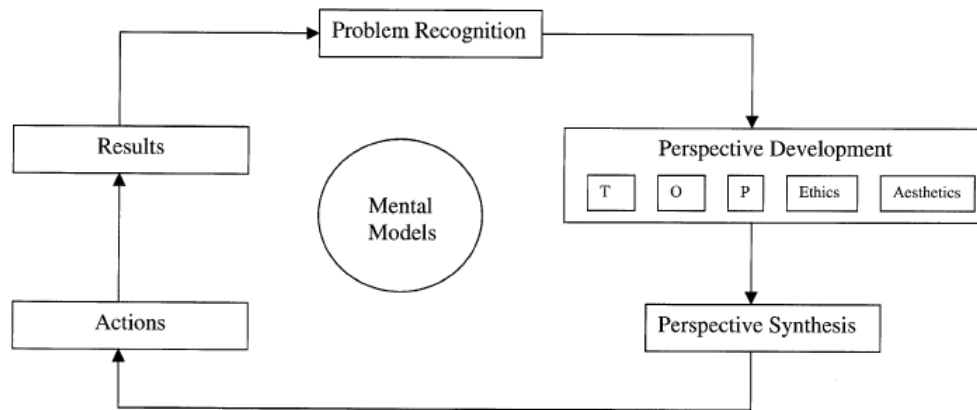 Problem Recognition
Perspective Development
T O P Ethics Aesthetics
Results
Mental
Models
Actions
Perspective Synthesis